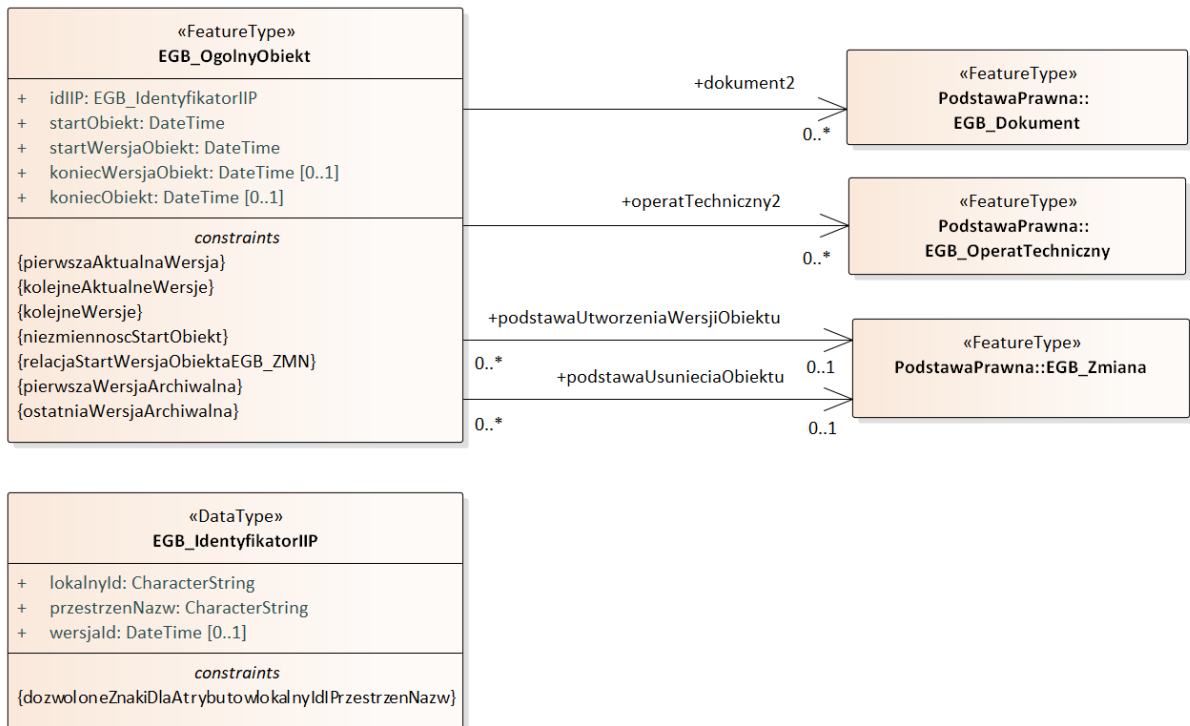 «FeatureType»
EGB_OgolnyObiekt
+ idIIP: EGB_IdentyfikatorIIP
+ startObiekt: DateTime
+ startWersjaObiekt: DateTime
+ koniecWersjaObiekt: DateTime [0..1]
+ koniecObiekt: DateTime [0..1]
constraints
{pierwszaAktualnaWersja}
{kolejneAktualneWersje}
{kolejneWersje}
{niezmiennoscStartObiekt}
{relacjaStartWersjaObiektaEGB_ZMN}
{pierwszaWersjaArchiwalna}
{ostatniaWersjaArchiwalna}
+dokument2
0..*
«FeatureType»
PodstawaPrawna::
EGB_Dokument
+operatTechniczny2
0..*
«FeatureType»
PodstawaPrawna::
EGB_OperatTechniczny
+podstawaUtworzeniaWersjiObiektu
0..*
0..1
+podstawaUsunieciaObiektu
0..*
0..1
«FeatureType»
PodstawaPrawna::EGB_Zmiana
«DataType»
EGB_IdentyfikatorIIP
+ lokalnyId: CharacterString
+ przestrzenNazw: CharacterString
+ wersjaId: DateTime [0..1]
constraints
{dozwoloneZnakiDlaAtrybutowlokalnyIdIPrzestrzenNazw}